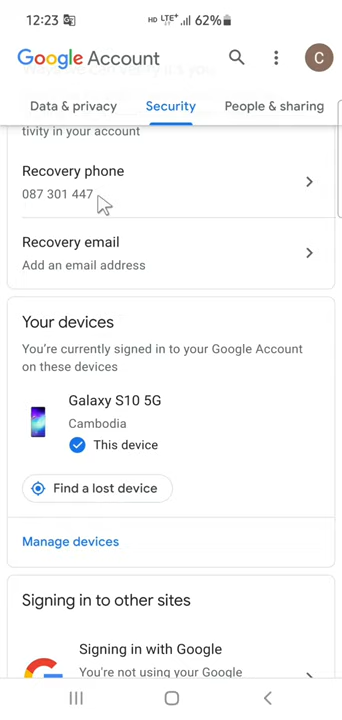 12:23 HD LTE+ 62%
Google Account
C
Data & privacy Security People & sharing
tivity in your account
Recovery phone
087 301 447
Recovery email
Add an email address
Your devices
You're currently signed in to your Google Account
on these devices
Galaxy S10 5G
Cambodia
This device
Find a lost device
Manage devices
Signing in to other sites
Signing in with Google
You're not using your Google